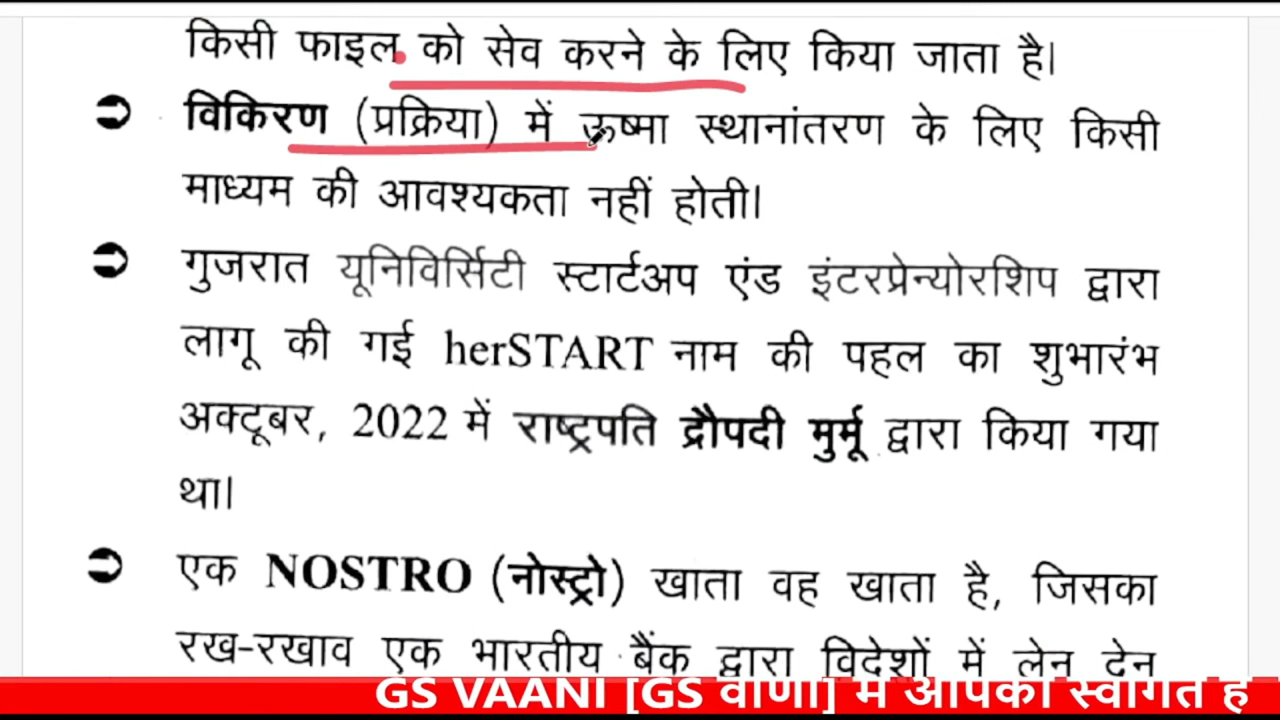 किसी फाइल को सेव करने के लिए किया जाता है।
➲ विकिरण (प्रक्रिया) में ऊष्मा स्थानांतरण के लिए किसी
माध्यम की आवश्यकता नहीं होती।
➲ गुजरात यूनिवर्सिटी स्टार्टअप एंड इंटरप्रेन्योरशिप द्वारा
लागू की गई herSTART नाम की पहल का शुभारंभ
अक्टूबर, 2022 में राष्ट्रपति द्रौपदी मुर्मू द्वारा किया गया
था।
➲ एक NOSTRO (नोस्ट्रो) खाता वह खाता है, जिसका
रख-रखाव एक भारतीय बैंक द्वारा विदेशों में लेन देन
GS VAANI [GS वाणी] में आपका स्वागत है